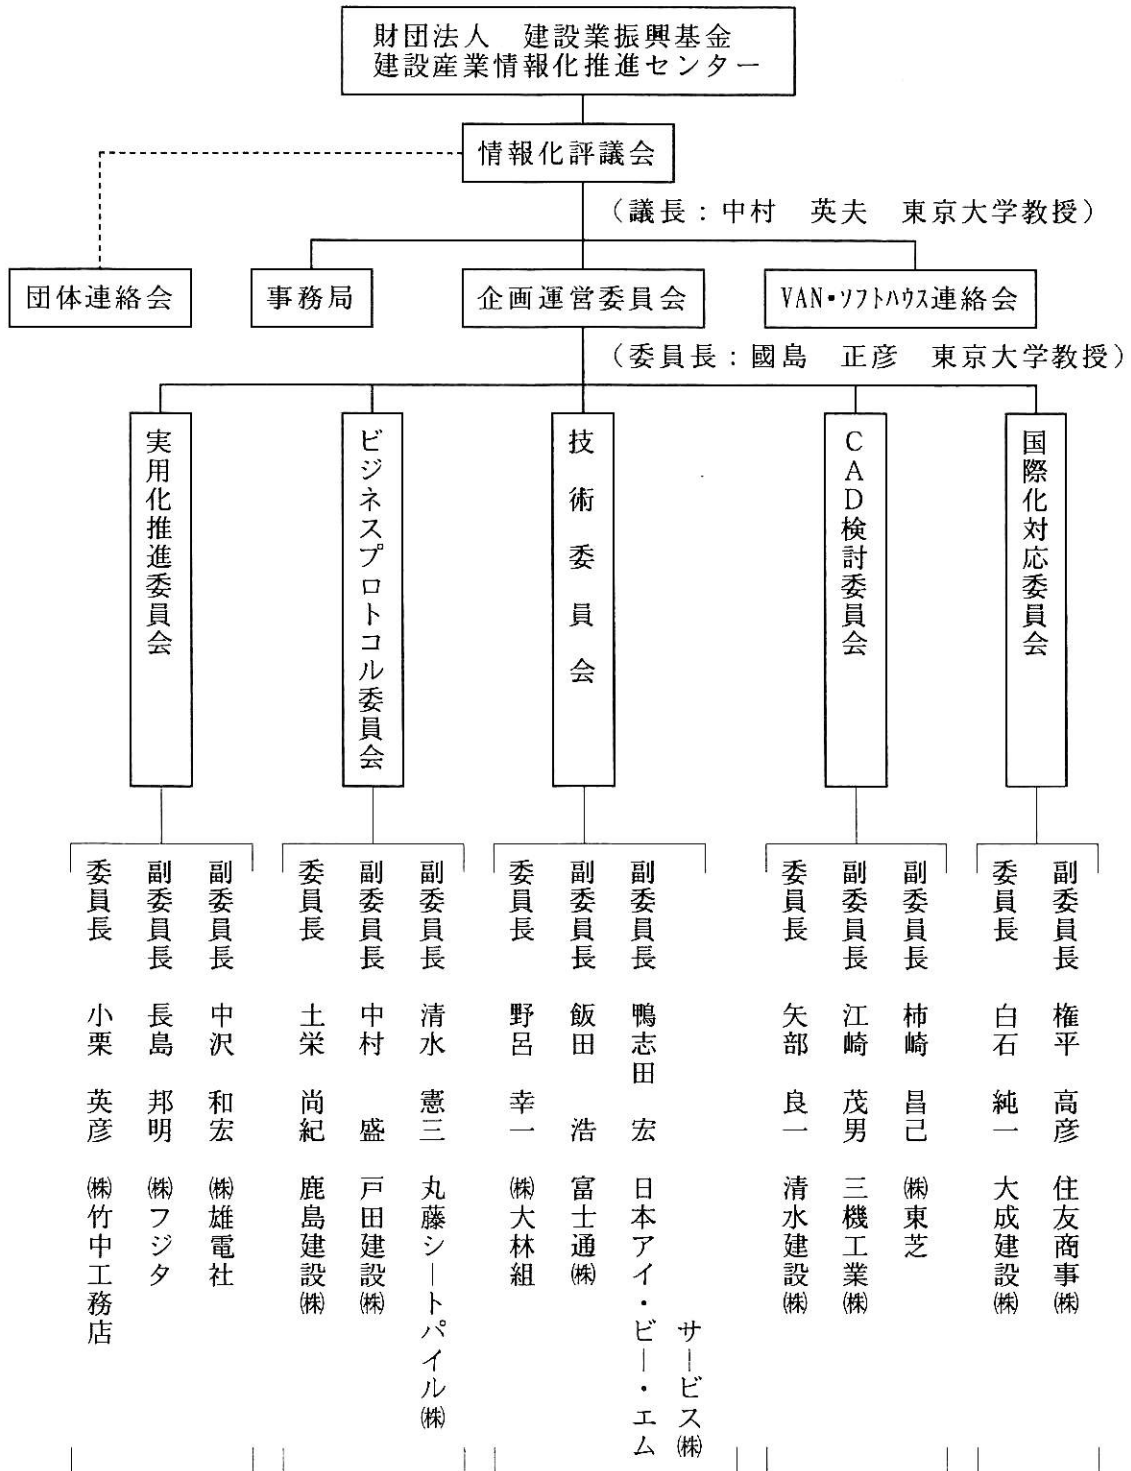 財団法人　建設業振興基金
建設産業情報化推進センター
情報化評議会
（議長：中村　英夫　東京大学教授）
団体連絡会
事務局
企画運営委員会
VAN・ソフトハウス連絡会
（委員長：國島　正彦　東京大学教授）
実用化推進委員会
ビジネスプロトコル委員会
技術委員会
CAD検討委員会
国際化対応委員会
委員長　小栗　英彦　㈱竹中工務店
副委員長　長島　邦明　㈱フジタ
副委員長　中沢　和宏　㈱雄電社
委員長　土栄　尚紀　鹿島建設㈱
副委員長　中村　盛　戸田建設㈱
副委員長　清水　憲三　丸藤シートパイル㈱
委員長　野呂　幸一　㈱大林組
副委員長　飯田　浩　富士通㈱
副委員長　鴨志田　宏　日本アイ・ビー・エム
サービス㈱
委員長　矢部　良一　清水建設㈱
副委員長　江崎　茂男　三機工業㈱
副委員長　柿崎　昌己　㈱東芝
委員長　白石　純一　大成建設㈱
副委員長　権平　高彦　住友商事㈱